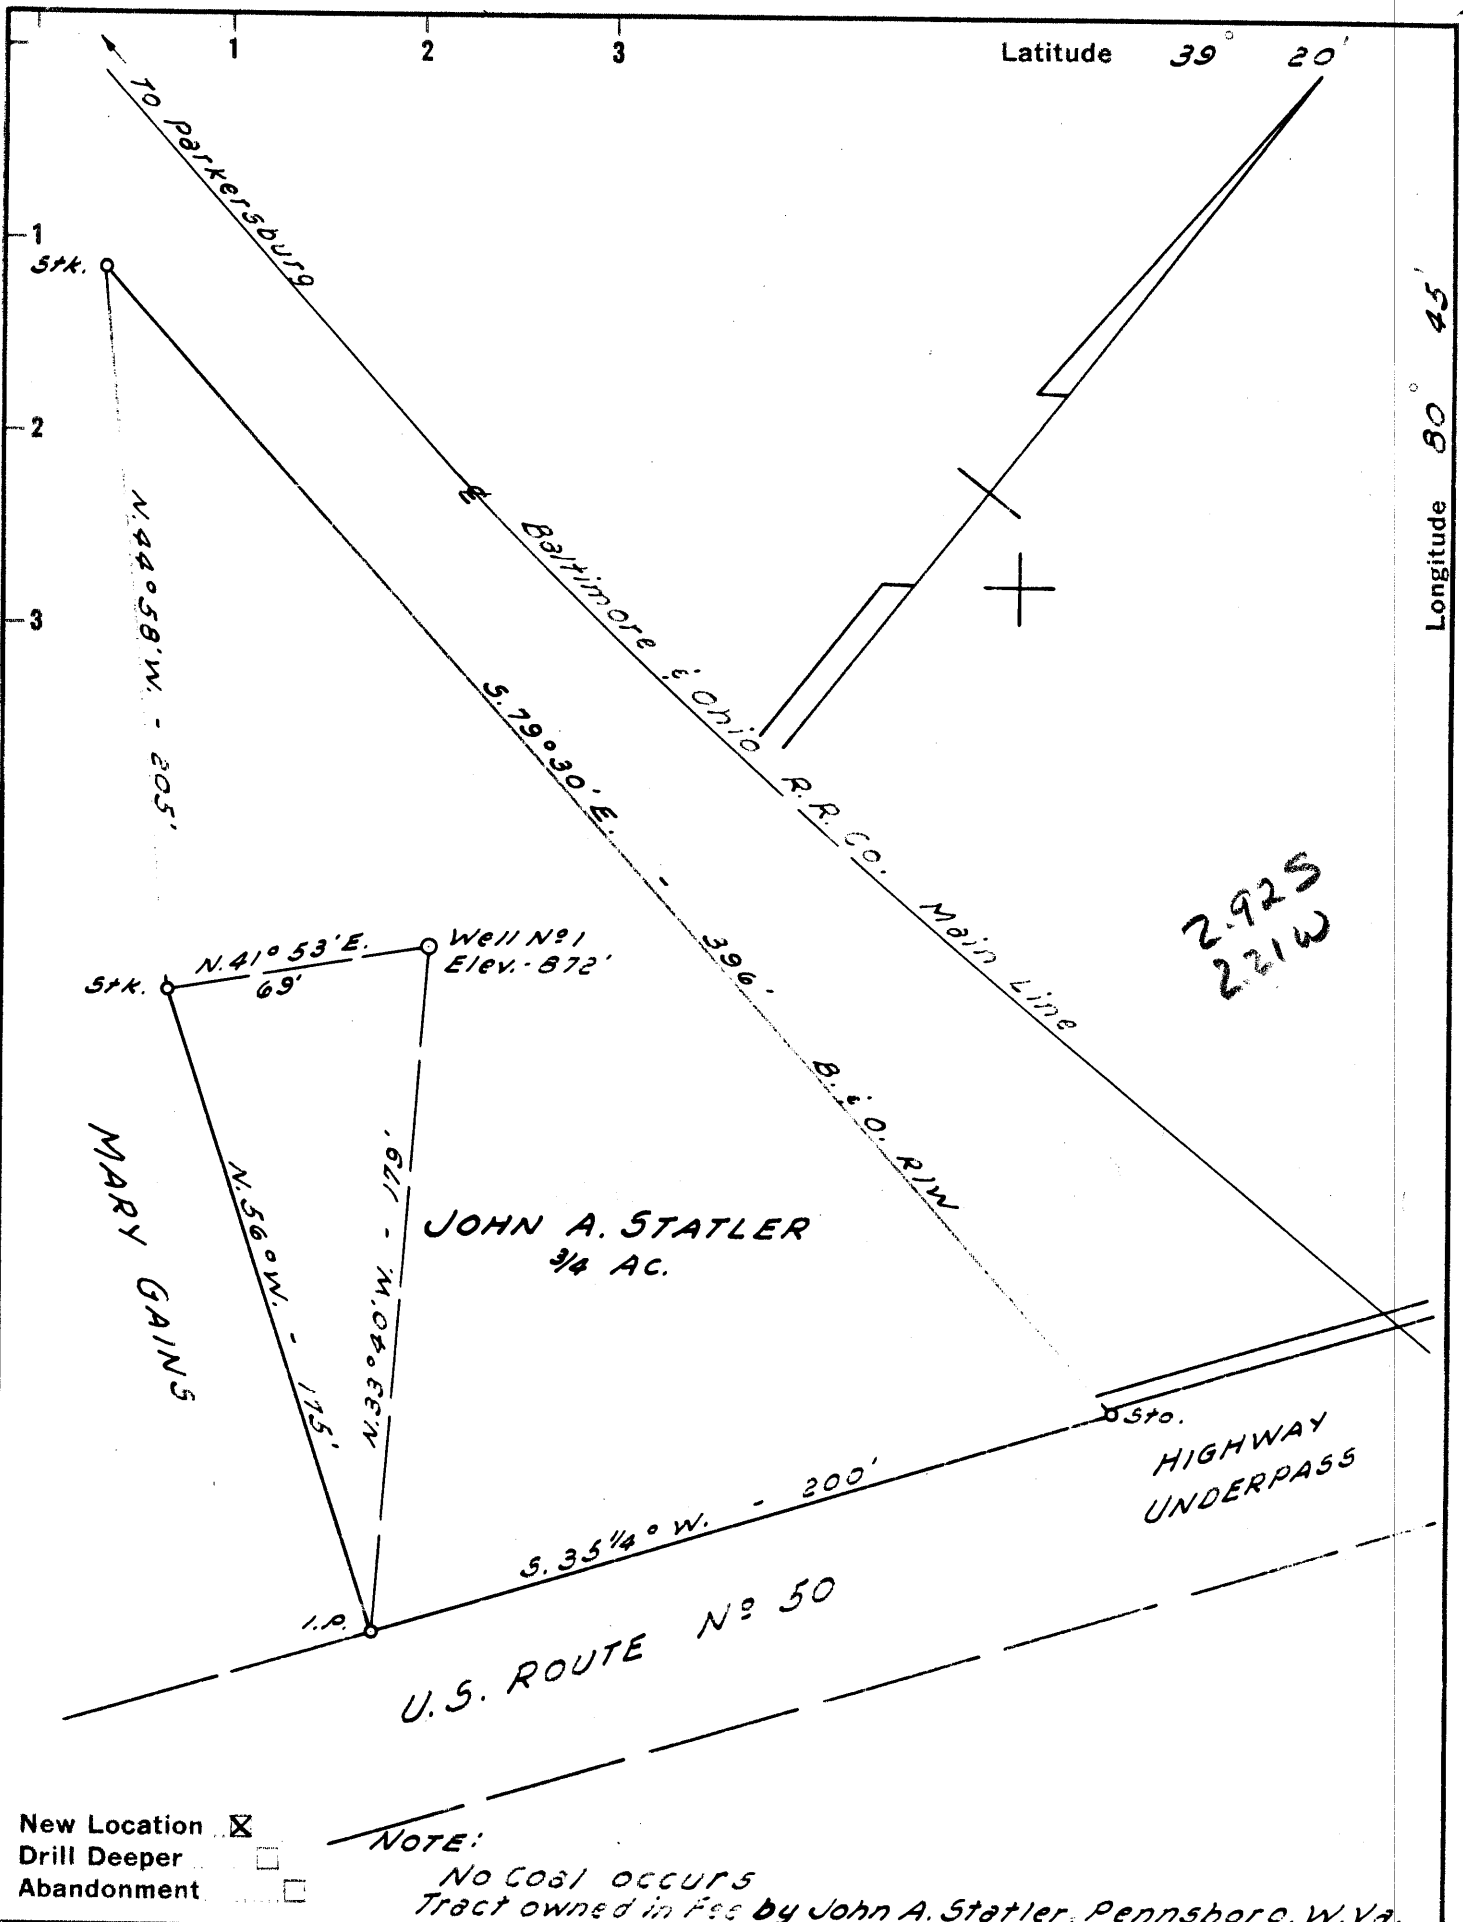 1 2 3 Latitude 39° 20'
To Parkersburg
1
2
3
Stk.
Longitude 80° 45'
N.44°58'W. - 205'
Baltimore & Ohio R.R. Co. Main Line
S.79°30'E. - 396'
B. & O. R/W
2.92S
2.21W
Well Nº 1
Elev. - 872'
N.41°53'E.
69'
Stk.
MARY GAINS
N.56°W. - 175'
N.33°40'W. - 179'
JOHN A. STATLER
3/4 AC.
Sto.
HIGHWAY
UNDERPASS
S.35 1/4° W. - 200'
I.P.
U.S. ROUTE Nº 50
New Location ☒
Drill Deeper ☐
Abandonment ☐
NOTE:
No Coal occurs
Tract owned in Fee by John A. Statler, Pennsboro, W.Va.